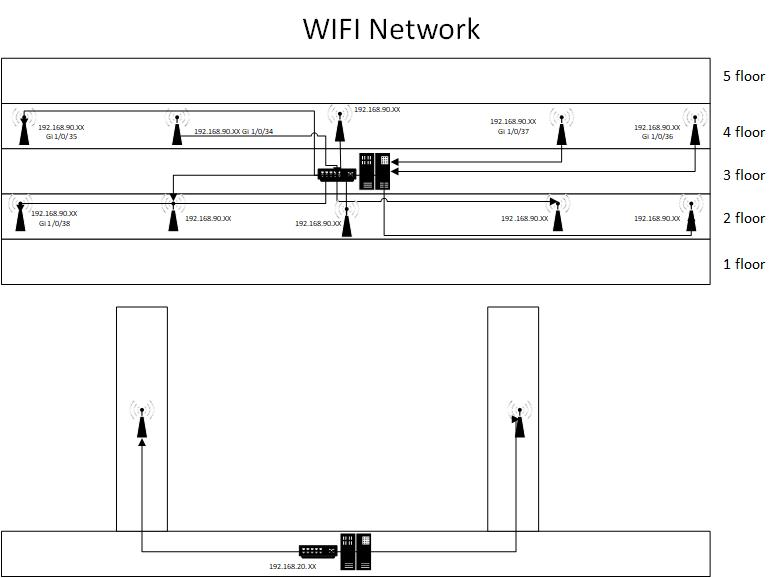 WIFI Network
5 floor
192.168.90.XX
192.168.90.XX
Gi 1/0/35
192.168.90.XX Gi 1/0/34
192.168.90.XX
Gi 1/0/37
192.168.90.XX
Gi 1/0/36
4 floor
3 floor
192.168.90.XX
Gi 1/0/38
192.168.90.XX
192.168.90.XX
192.168.90.XX
192.168.90.XX
2 floor
1 floor
192.168.20.XX